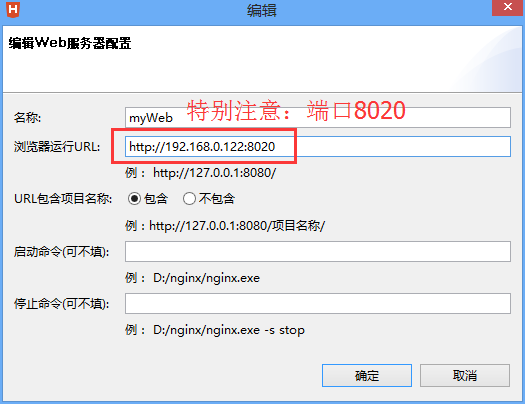 编辑
编辑Web服务器配置
特别注意：端口8020
名称: myWeb
浏览器运行URL: http://192.168.0.122:8020
例： http://127.0.0.1:8080/
URL包含项目名称: 包含 不包含
例：http://127.0.0.1:8080/项目名称/
启动命令(可不填):
例： D:/nginx/nginx.exe
停止命令(可不填):
例： D:/nginx/nginx.exe -s stop
确定 取消